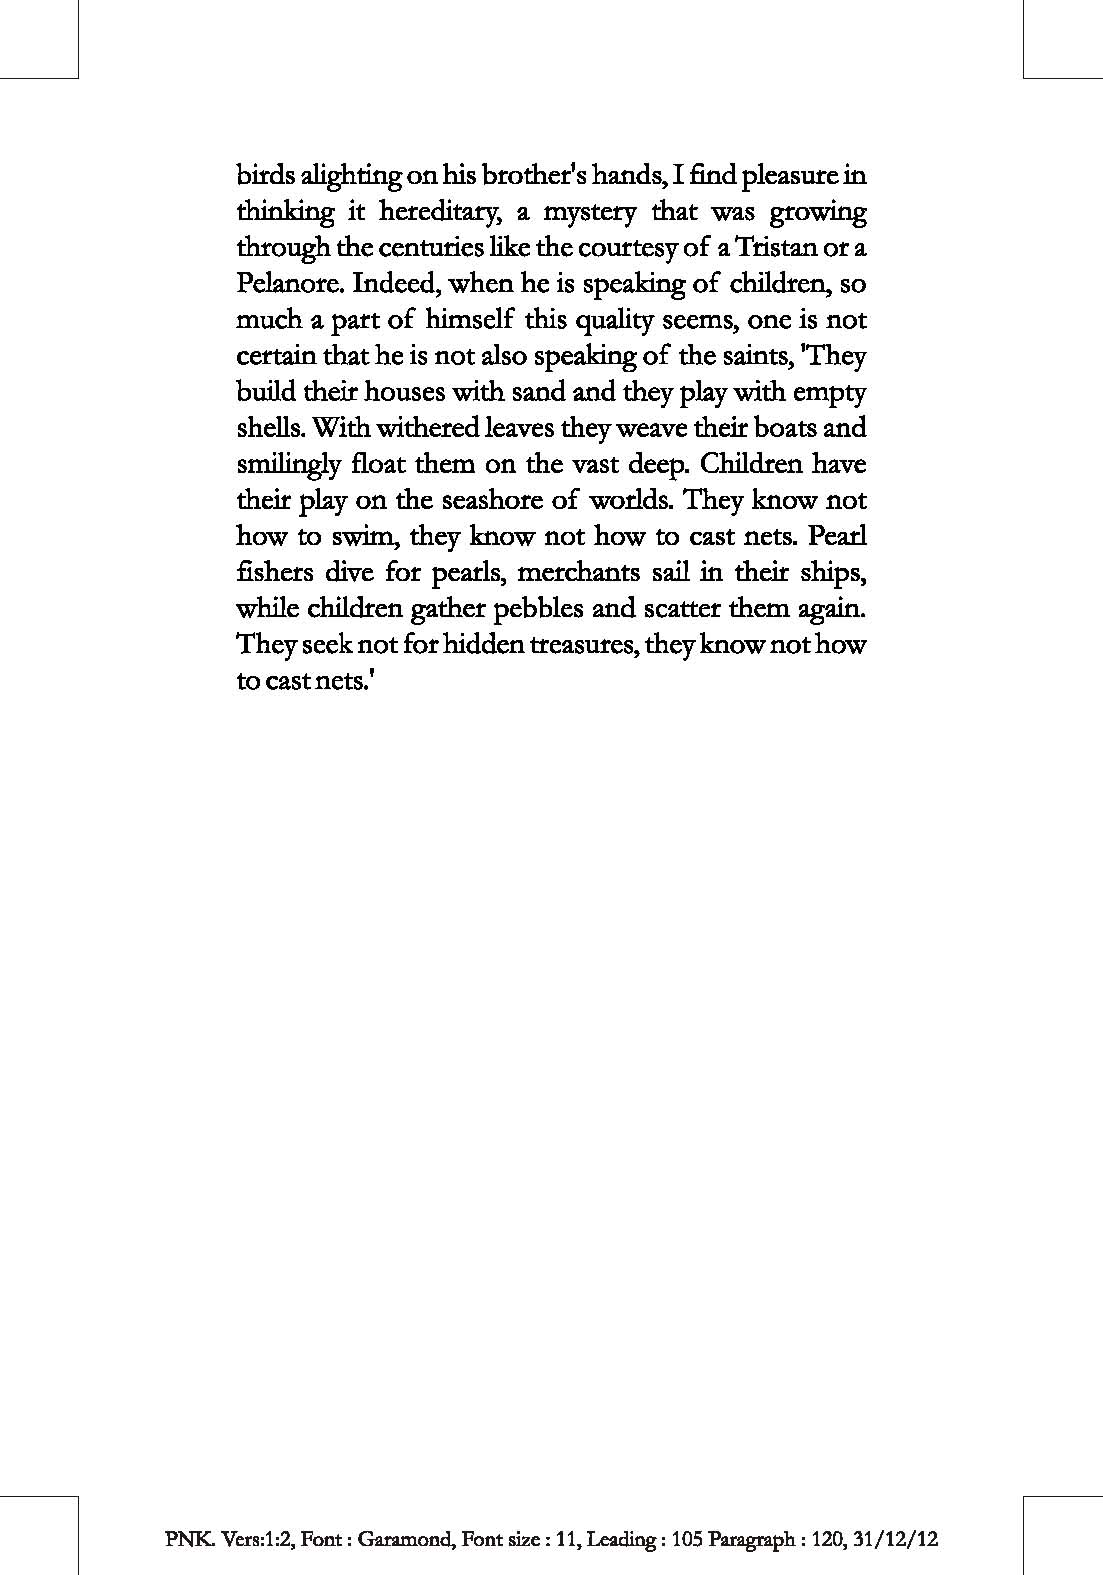 birds alighting on his brother's hands, I find pleasure in
thinking it hereditary, a mystery that was growing
through the centuries like the courtesy of a Tristan or a
Pelanore. Indeed, when he is speaking of children, so
much a part of himself this quality seems, one is not
certain that he is not also speaking of the saints, 'They
build their houses with sand and they play with empty
shells. With withered leaves they weave their boats and
smilingly float them on the vast deep. Children have
their play on the seashore of worlds. They know not
how to swim, they know not how to cast nets. Pearl
fishers dive for pearls, merchants sail in their ships,
while children gather pebbles and scatter them again.
They seek not for hidden treasures, they know not how
to cast nets.'
PNK. Vers:1:2, Font : Garamond, Font size : 11, Leading : 105 Paragraph : 120, 31/12/12